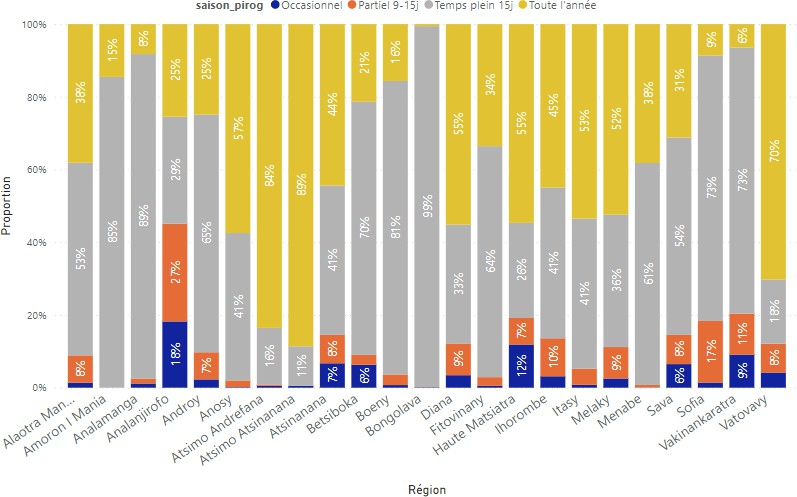 saison_pirog Occasionnel Partiel 9-15j Temps plein 15j Toute l'année
Proportion
100%
80%
60%
40%
20%
0%
38%
53%
8%
15%
85%
8%
89%
25%
29%
27%
18%
25%
65%
7%
57%
41%
84%
16%
89%
11%
44%
41%
8%
7%
21%
70%
6%
16%
81%
99%
55%
33%
9%
34%
64%
55%
26%
7%
12%
45%
41%
10%
53%
41%
52%
36%
9%
38%
61%
31%
54%
8%
6%
9%
73%
17%
6%
73%
11%
9%
70%
18%
8%
Alaotra Man...
Amoron I Mania
Analamanga
Analanjirofo
Androy
Anosy
Atsimo Andrefana
Atsimo Atsinanana
Atsinanana
Betsiboka
Boeny
Bongolava
Diana
Fitovinany
Haute Matsiatra
Ihorombe
Itasy
Melaky
Menabe
Sava
Sofia
Vakinankaratra
Vatovavy
Région